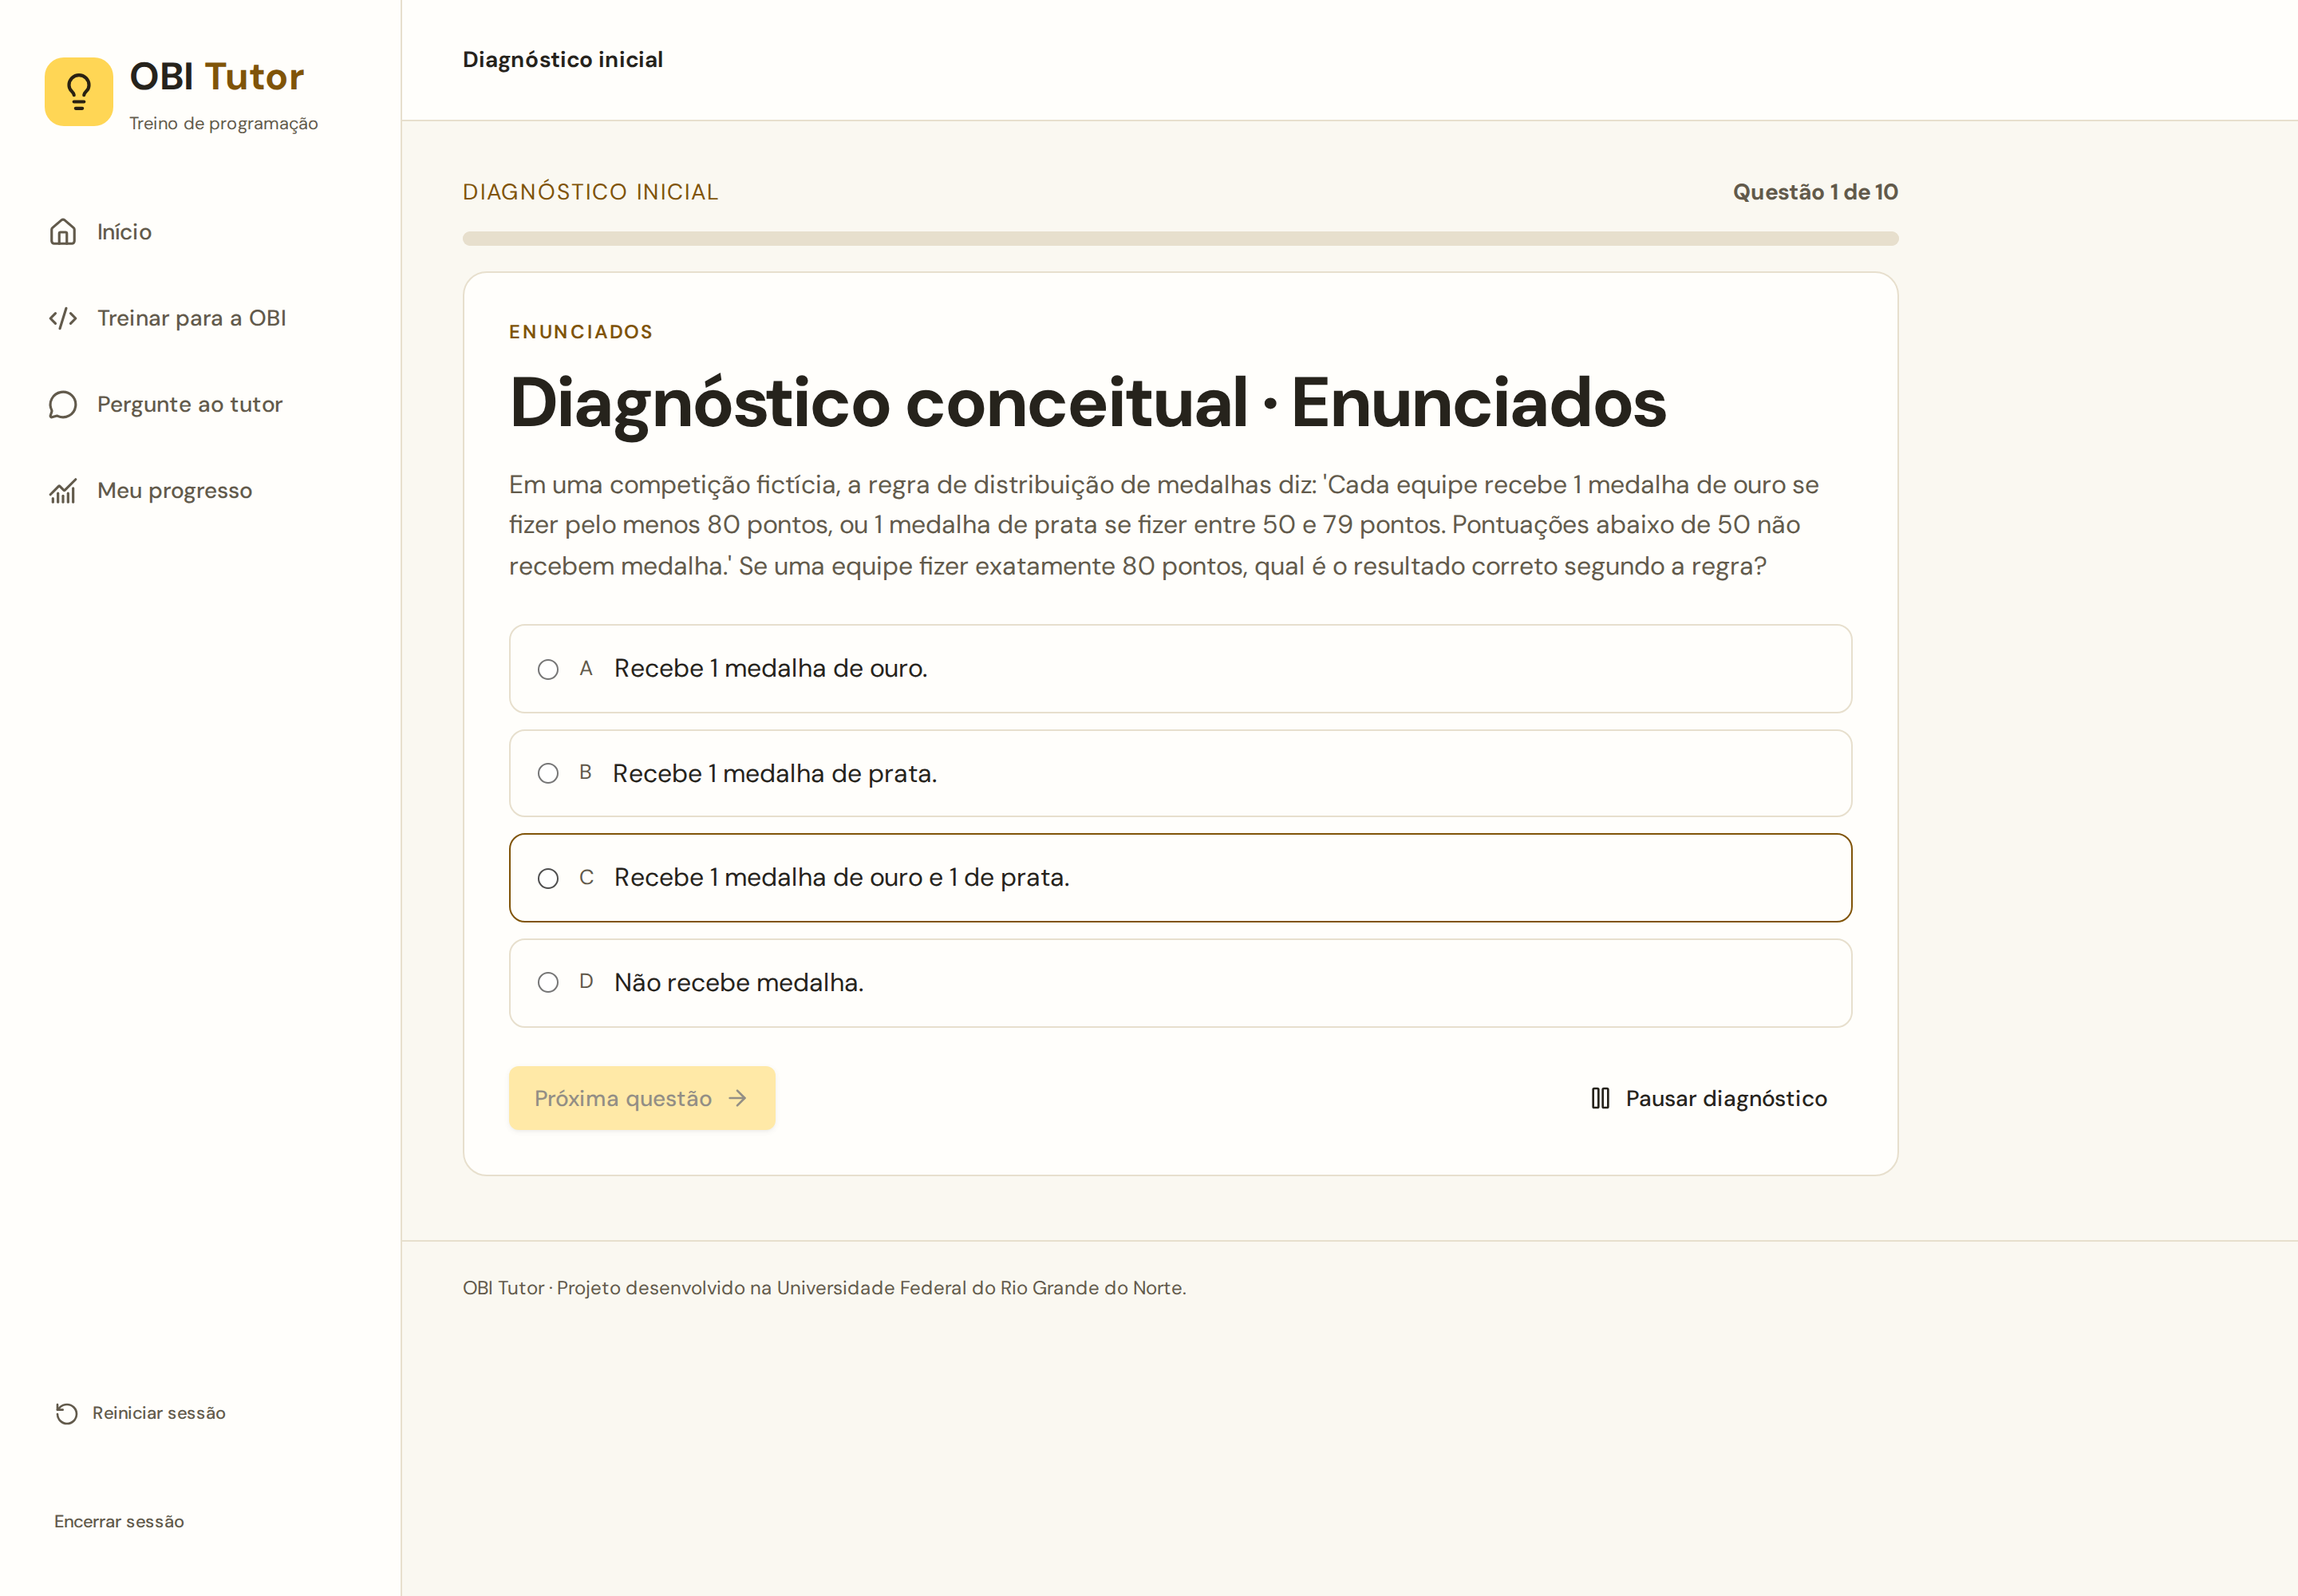 OBI Tutor
Treino de programação
Início
Treinar para a OBI
Pergunte ao tutor
Meu progresso
Reiniciar sessão
Encerrar sessão
Diagnóstico inicial
DIAGNÓSTICO INICIAL
Questão 1 de 10
ENUNCIADOS
Diagnóstico conceitual · Enunciados
Em uma competição fictícia, a regra de distribuição de medalhas diz: 'Cada equipe recebe 1 medalha de ouro se
fizer pelo menos 80 pontos, ou 1 medalha de prata se fizer entre 50 e 79 pontos. Pontuações abaixo de 50 não
recebem medalha.' Se uma equipe fizer exatamente 80 pontos, qual é o resultado correto segundo a regra?
A Recebe 1 medalha de ouro.
B Recebe 1 medalha de prata.
C Recebe 1 medalha de ouro e 1 de prata.
D Não recebe medalha.
Próxima questão
Pausar diagnóstico
OBI Tutor · Projeto desenvolvido na Universidade Federal do Rio Grande do Norte.